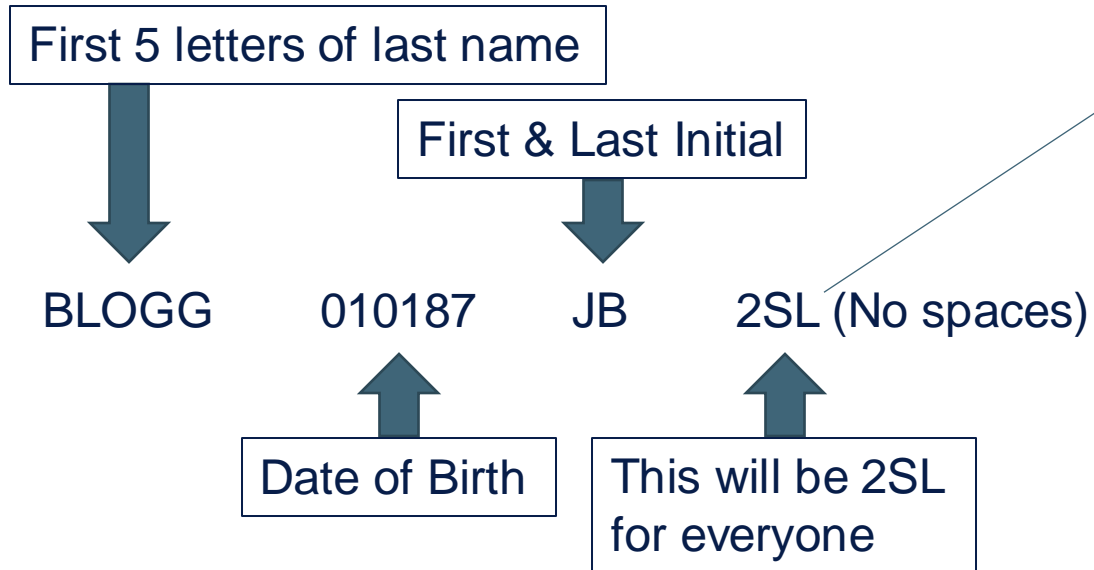 First 5 letters of last name
First & Last Initial
BLOGG 010187 JB 2SL (No spaces)
Date of Birth
This will be 2SL
for everyone